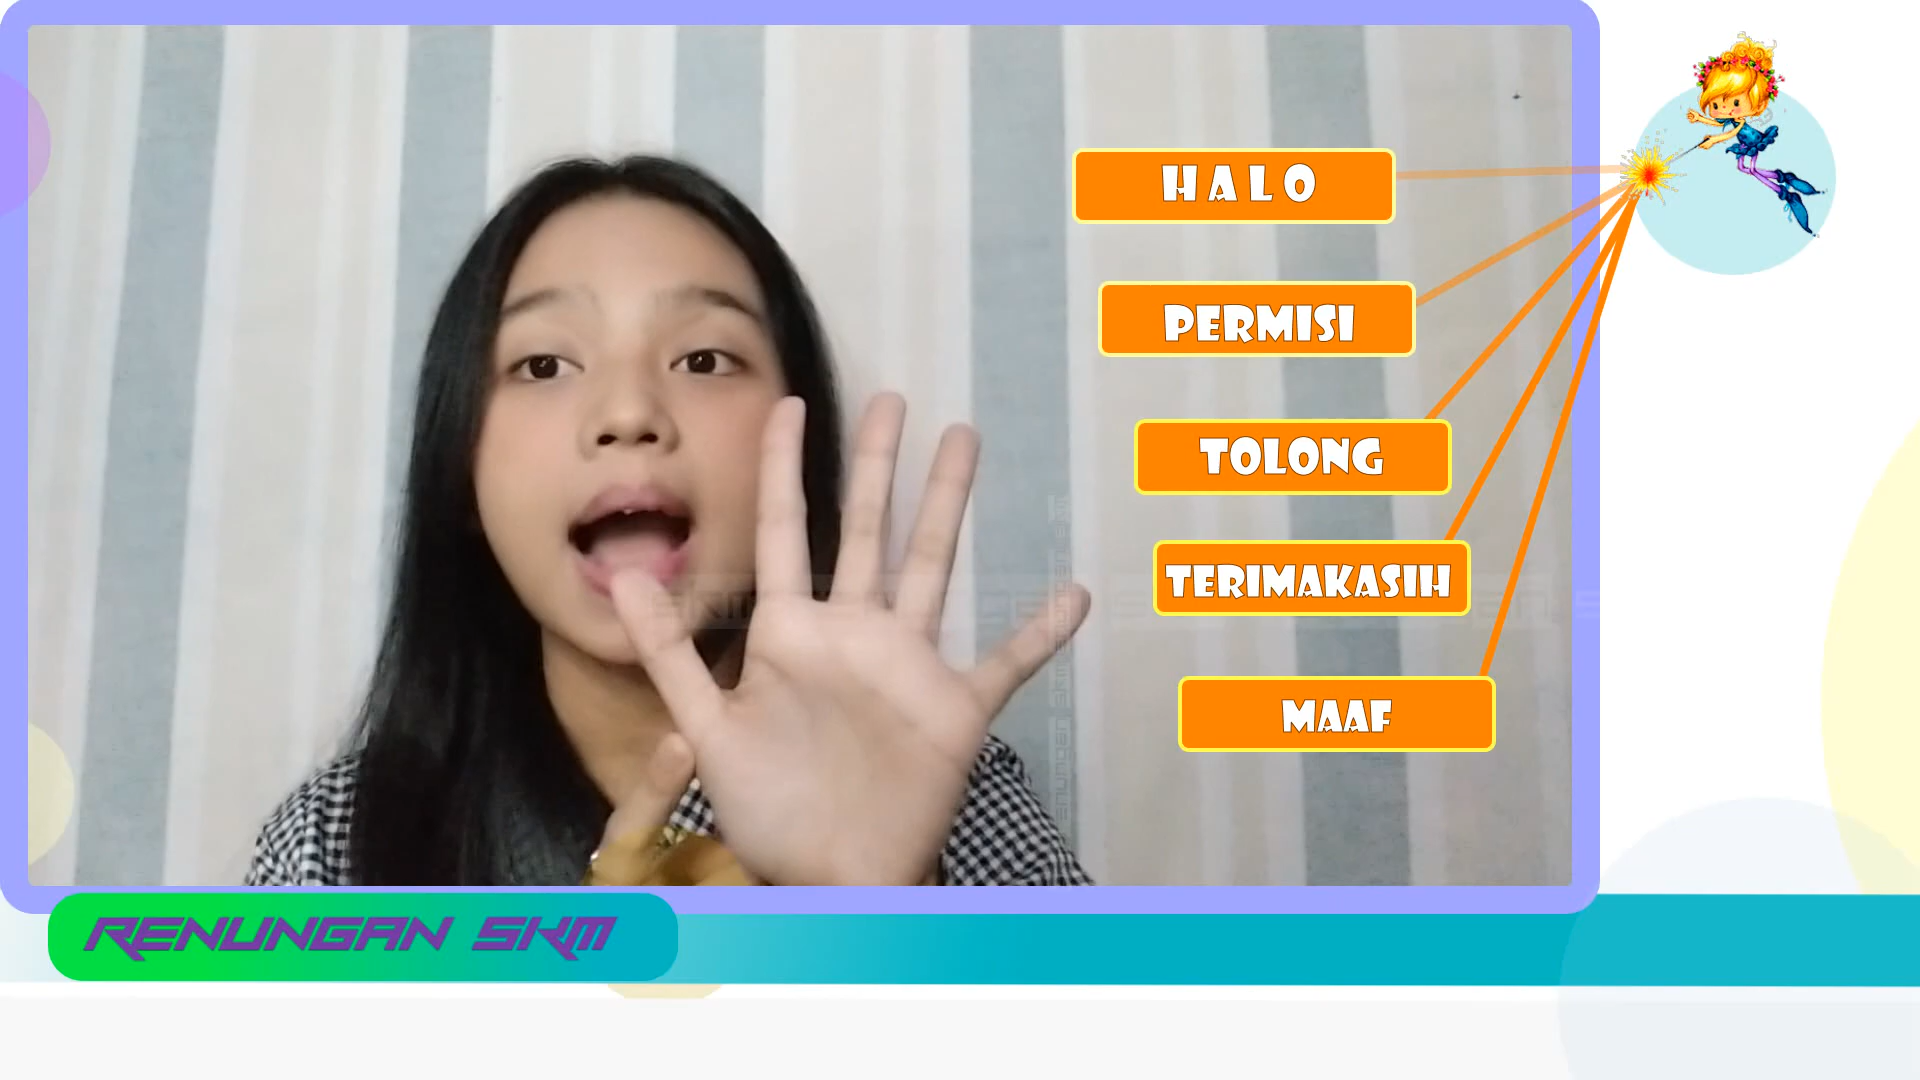 HALO
PERMISI
TOLONG
TERIMAKASIH
MAAF
RENUNGAN SKM